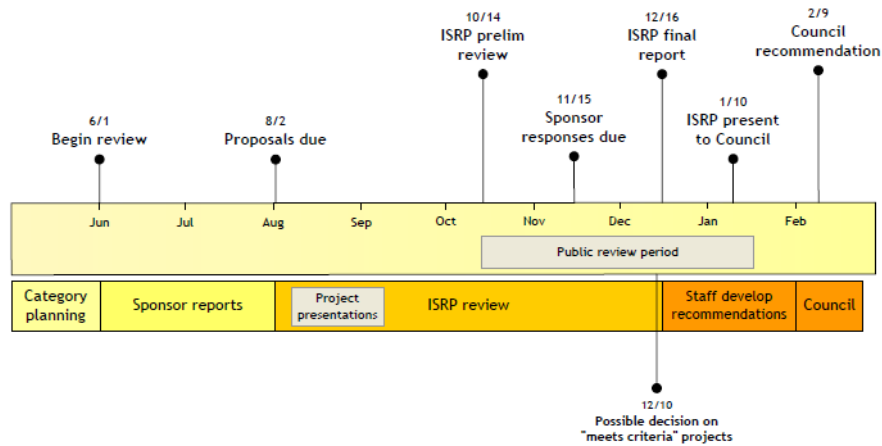 6/1
Begin review
8/2
Proposals due
10/14
ISRP prelim
review
11/15
Sponsor
responses due
12/16
ISRP final
report
1/10
ISRP present
to Council
2/9
Council
recommendation
Jun
Jul
Aug
Sep
Oct
Nov
Dec
Jan
Feb
Public review period
Category
planning
Sponsor reports
Project
presentations
ISRP review
Staff develop
recommendations
Council
12/10
Possible decision on
"meets criteria" projects